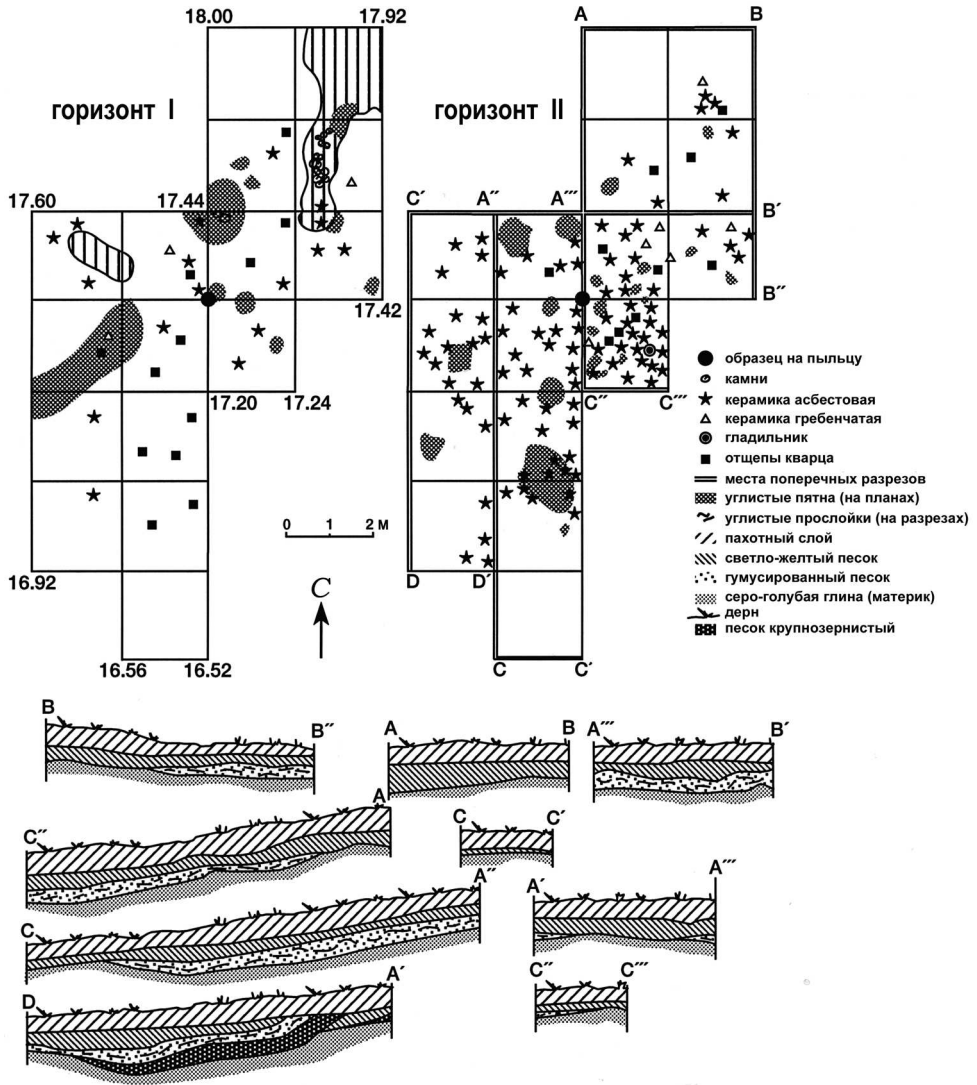 18.00 17.92
горизонт I
17.60 17.44
17.42
17.20 17.24
16.92
16.56 16.52
А В
горизонт II
С′ А″ А‴ В′
В″
С″ С‴
D D′
С С′
0 1 2 М
С
образец на пыльцу
камни
керамика асбестовая
керамика гребенчатая
гладильник
отщепы кварца
места поперечных разрезов
углистые пятна (на планах)
углистые прослойки (на разрезах)
пахотный слой
светло-желтый песок
гумусированный песок
серо-голубая глина (материк)
дерн
песок крупнозернистый
В В″
А В
А‴ В′
С″ А
С С′
С А″
А′ А‴
D А′
С″ С‴